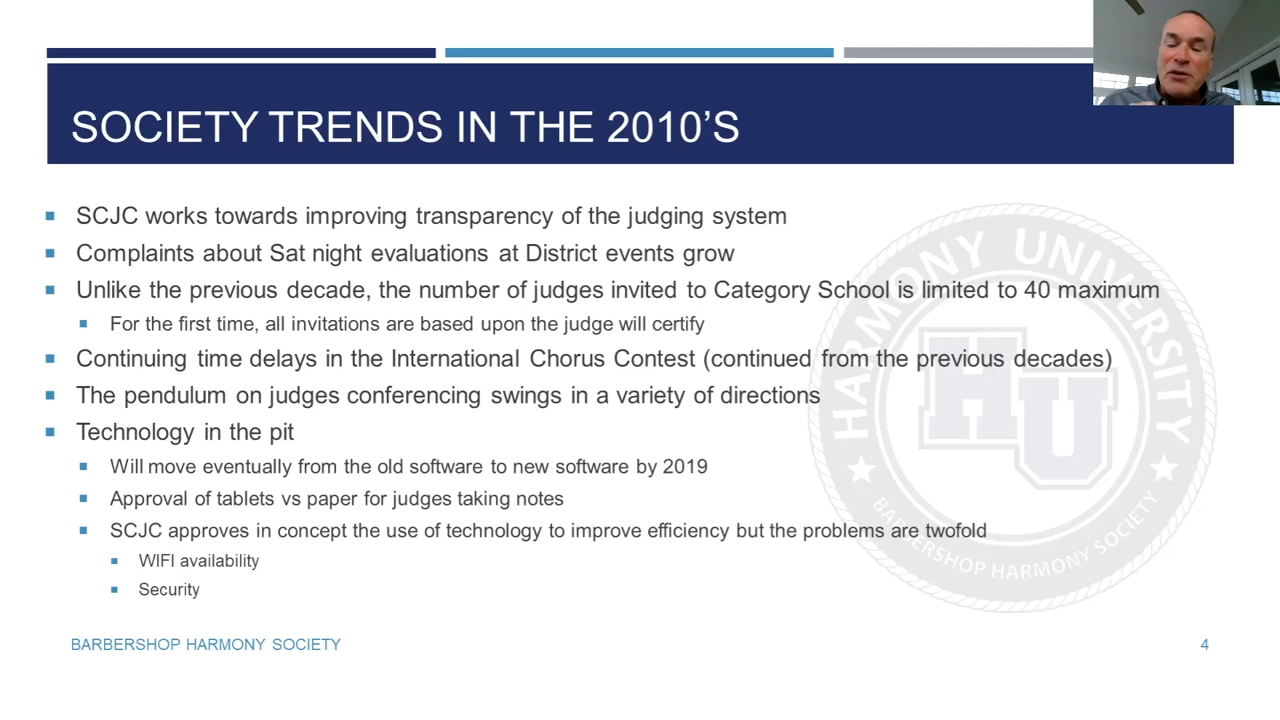 SOCIETY TRENDS IN THE 2010'S
SCJC works towards improving transparency of the judging system
Complaints about Sat night evaluations at District events grow
Unlike the previous decade, the number of judges invited to Category School is limited to 40 maximum
For the first time, all invitations are based upon the judge will certify
Continuing time delays in the International Chorus Contest (continued from the previous decades)
The pendulum on judges conferencing swings in a variety of directions
Technology in the pit
Will move eventually from the old software to new software by 2019
Approval of tablets vs paper for judges taking notes
SCJC approves in concept the use of technology to improve efficiency but the problems are twofold
WIFI availability
Security
HARMONY UNIVERSITY
HU
BARBERSHOP HARMONY SOCIETY
BARBERSHOP HARMONY SOCIETY
4